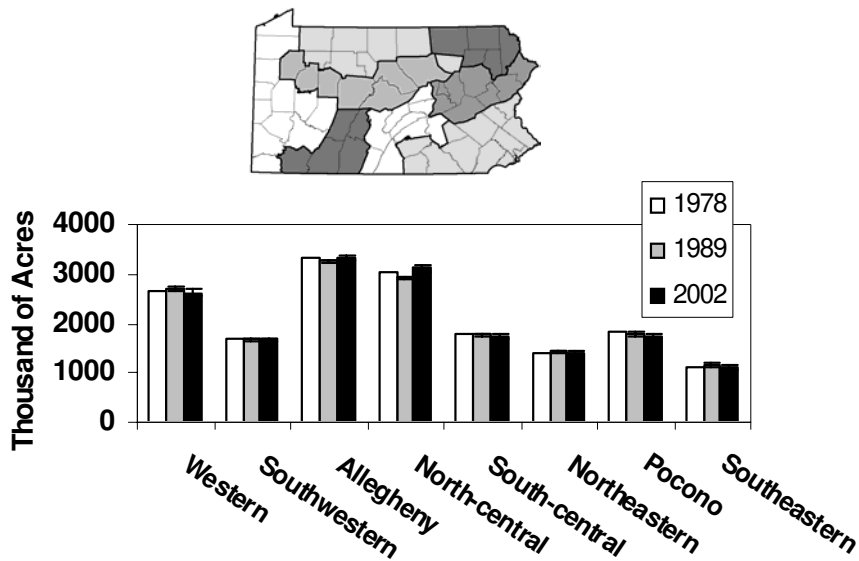 1978
1989
2002
Thousand of Acres
4000
3000
2000
1000
0
Western
Southwestern
Allegheny
North-central
South-central
Northeastern
Pocono
Southeastern